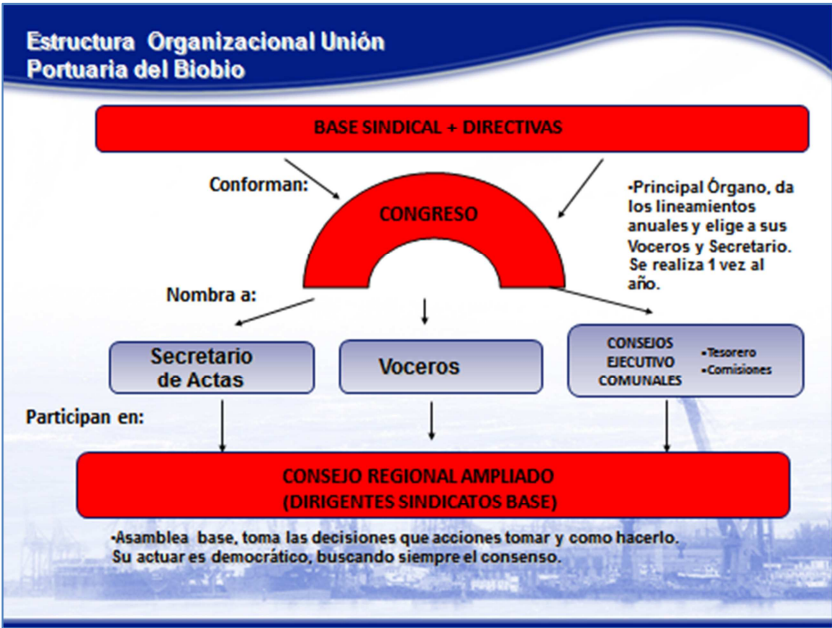 Estructura Organizacional Unión
Portuaria del Biobio
BASE SINDICAL + DIRECTIVAS
Conforman:
CONGRESO
▪Principal Órgano, da
los lineamientos
anuales y elige a sus
Voceros y Secretario.
Se realiza 1 vez al
año.
Nombra a:
Secretario
de Actas
Voceros
CONSEJOS
EJECUTIVO
COMUNALES
▪Tesorero
▪Comisiones
Participan en:
CONSEJO REGIONAL AMPLIADO
(DIRIGENTES SINDICATOS BASE)
▪Asamblea base, toma las decisiones que acciones tomar y como hacerlo.
Su actuar es democrático, buscando siempre el consenso.